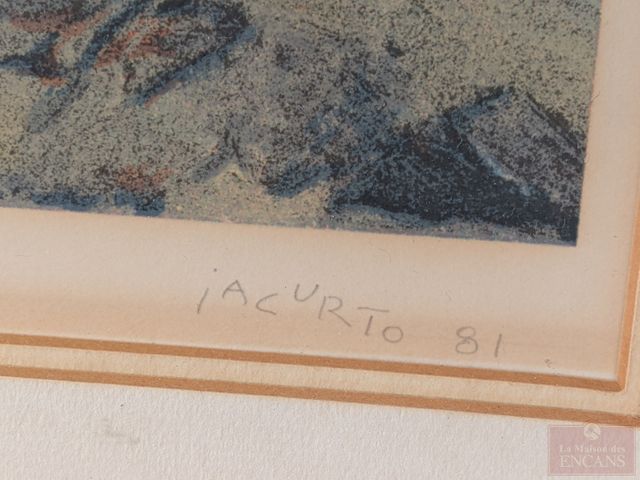 iACURTO 81
La Maison des
ENCANS